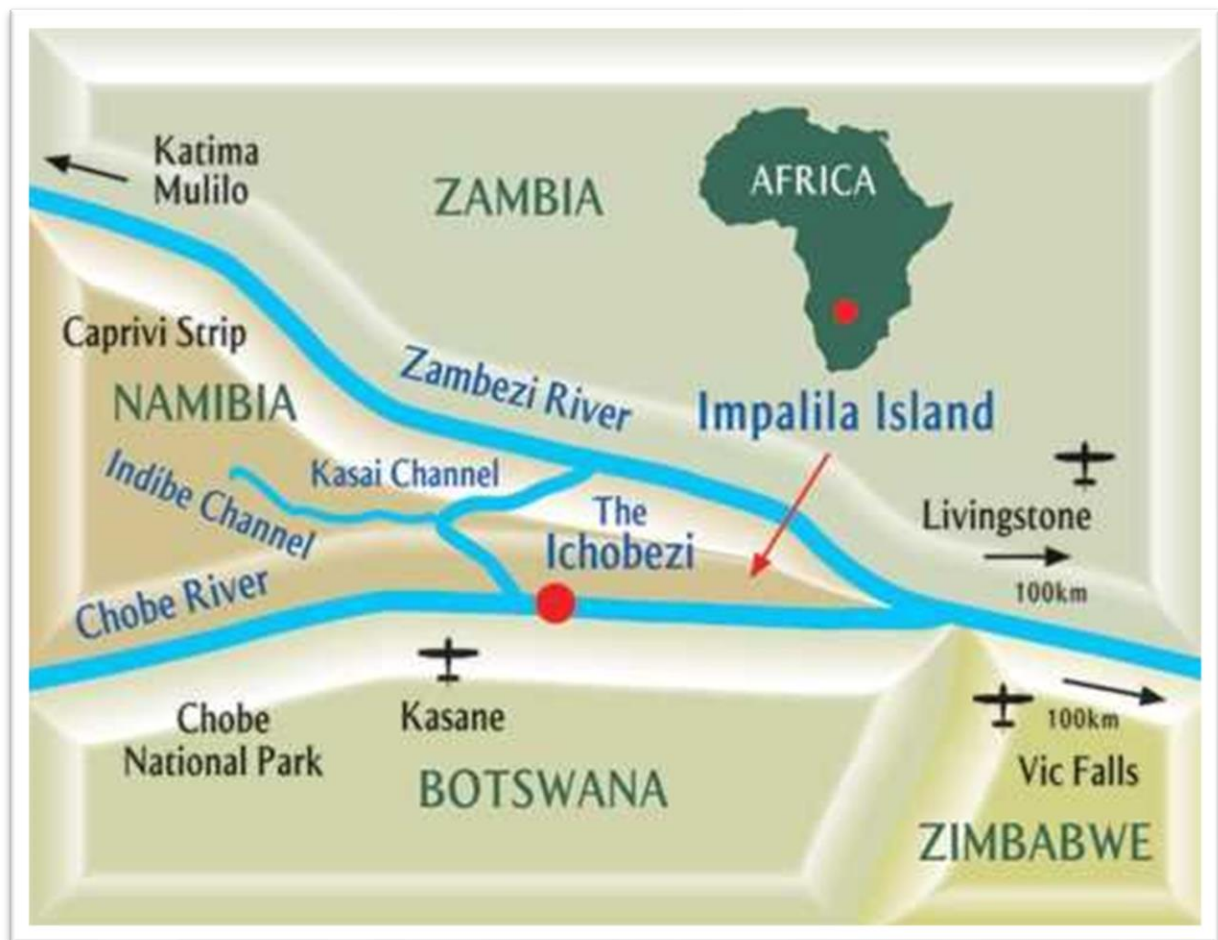 Katima
Mulilo
ZAMBIA
AFRICA
Caprivi Strip
NAMIBIA
Zambezi River
Impalila Island
Indibe Channel
Kasai Channel
The
Ichobezi
Livingstone
100km
Chobe River
Chobe
National Park
Kasane
BOTSWANA
100km
Vic Falls
ZIMBABWE